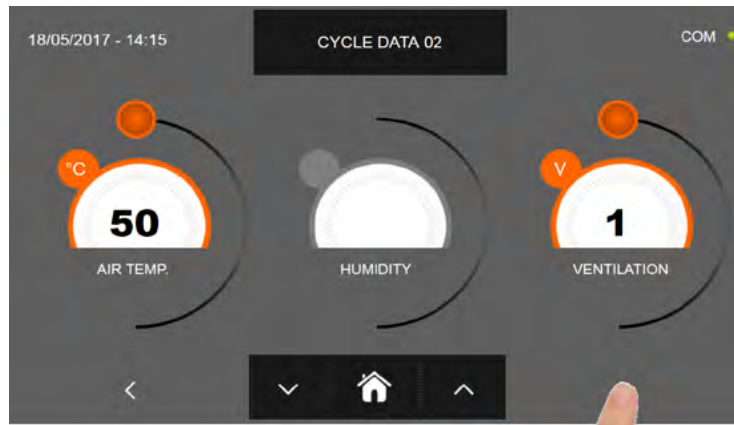 18/05/2017 - 14:15
CYCLE DATA 02
COM
°C
V
50
1
AIR TEMP.
HUMIDITY
VENTILATION